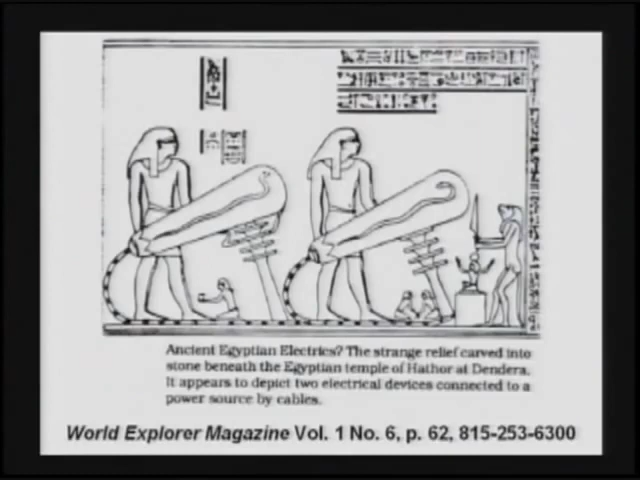 Ancient Egyptian Electrics? The strange relief carved into
stone beneath the Egyptian temple of Hathor at Dendera.
It appears to depict two electrical devices connected to a
power source by cables.
World Explorer Magazine Vol. 1 No. 6, p. 62, 815-253-6300